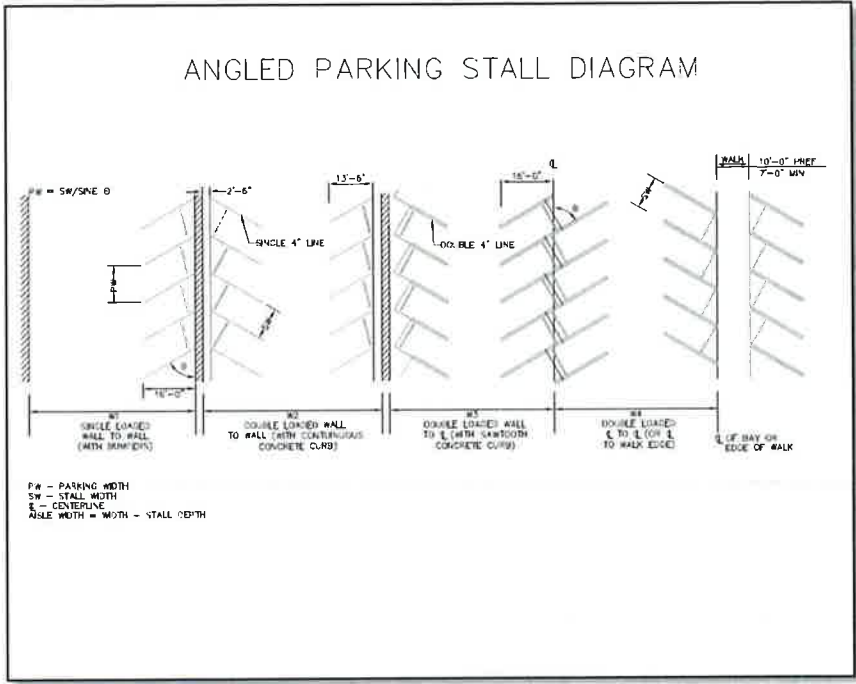 ANGLED PARKING STALL DIAGRAM
PW = SW/SINE θ
2'-6"
13'-6"
16'-0"
℄
WALK
10'-0" PREF
7'-0" MIN
SINGLE 4" LINE
DOUBLE 4" LINE
SW
θ
PW
SW
θ
16'-0"
W1
W2
W3
W4
SINGLE LOADED
WALL TO WALL
(WITH BUMPERS)
DOUBLE LOADED WALL
TO WALL (WITH CONTUINUOUS
CONCRETE CURB)
DOUBLE LOADED WALL
TO ℄ (WITH SAWTOOTH
CONCRETE CURB)
DOUBLE LOADED
℄ TO ℄ (OR ℄
TO WALK EDGE)
℄ OF BAY OR
EDGE OF WALK
PW – PARKING WIDTH
SW – STALL WIDTH
℄ – CENTERLINE
AISLE WIDTH = WIDTH – STALL DEPTH